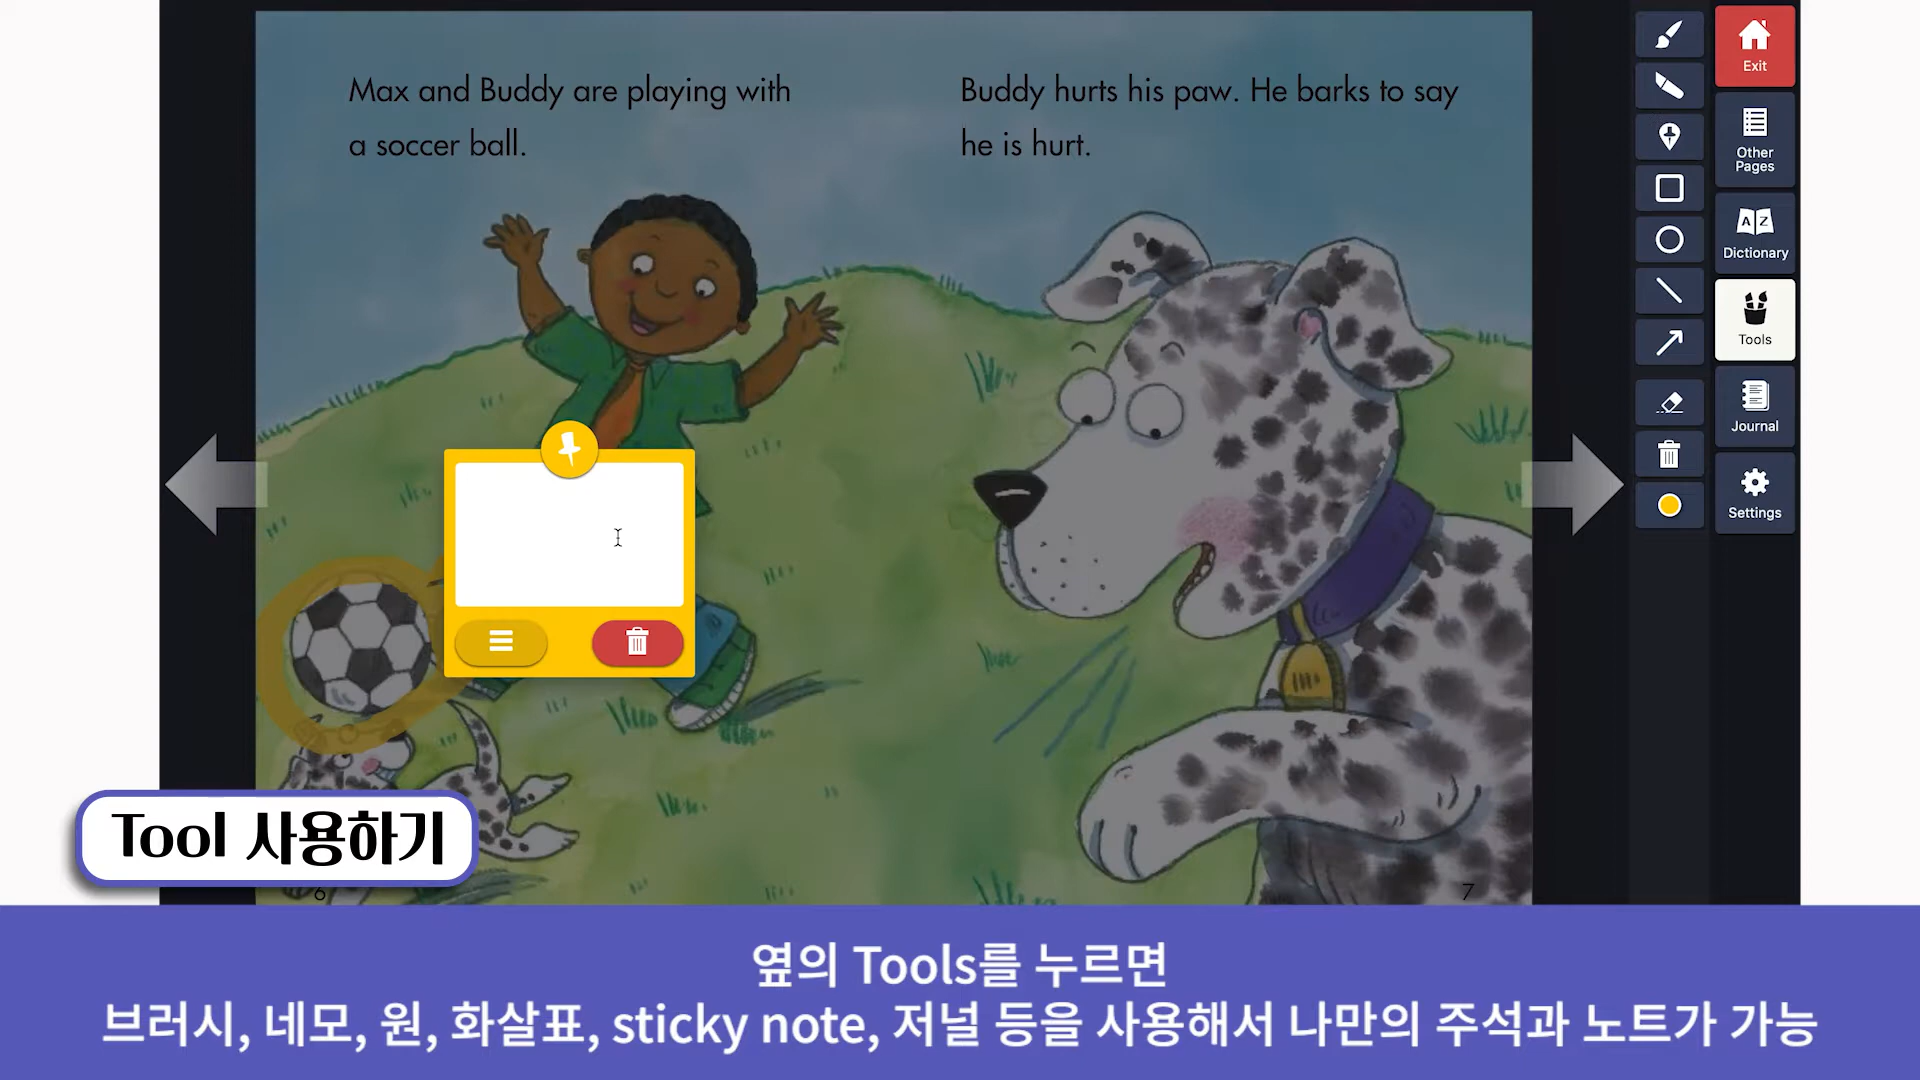 Max and Buddy are playing with
a soccer ball.
Buddy hurts his paw. He barks to say
he is hurt.
6
7
Exit
Other
Pages
A Z
Dictionary
Tools
Journal
Settings
Tool 사용하기
옆의 Tools를 누르면
브러시, 네모, 원, 화살표, sticky note, 저널 등을 사용해서 나만의 주석과 노트가 가능